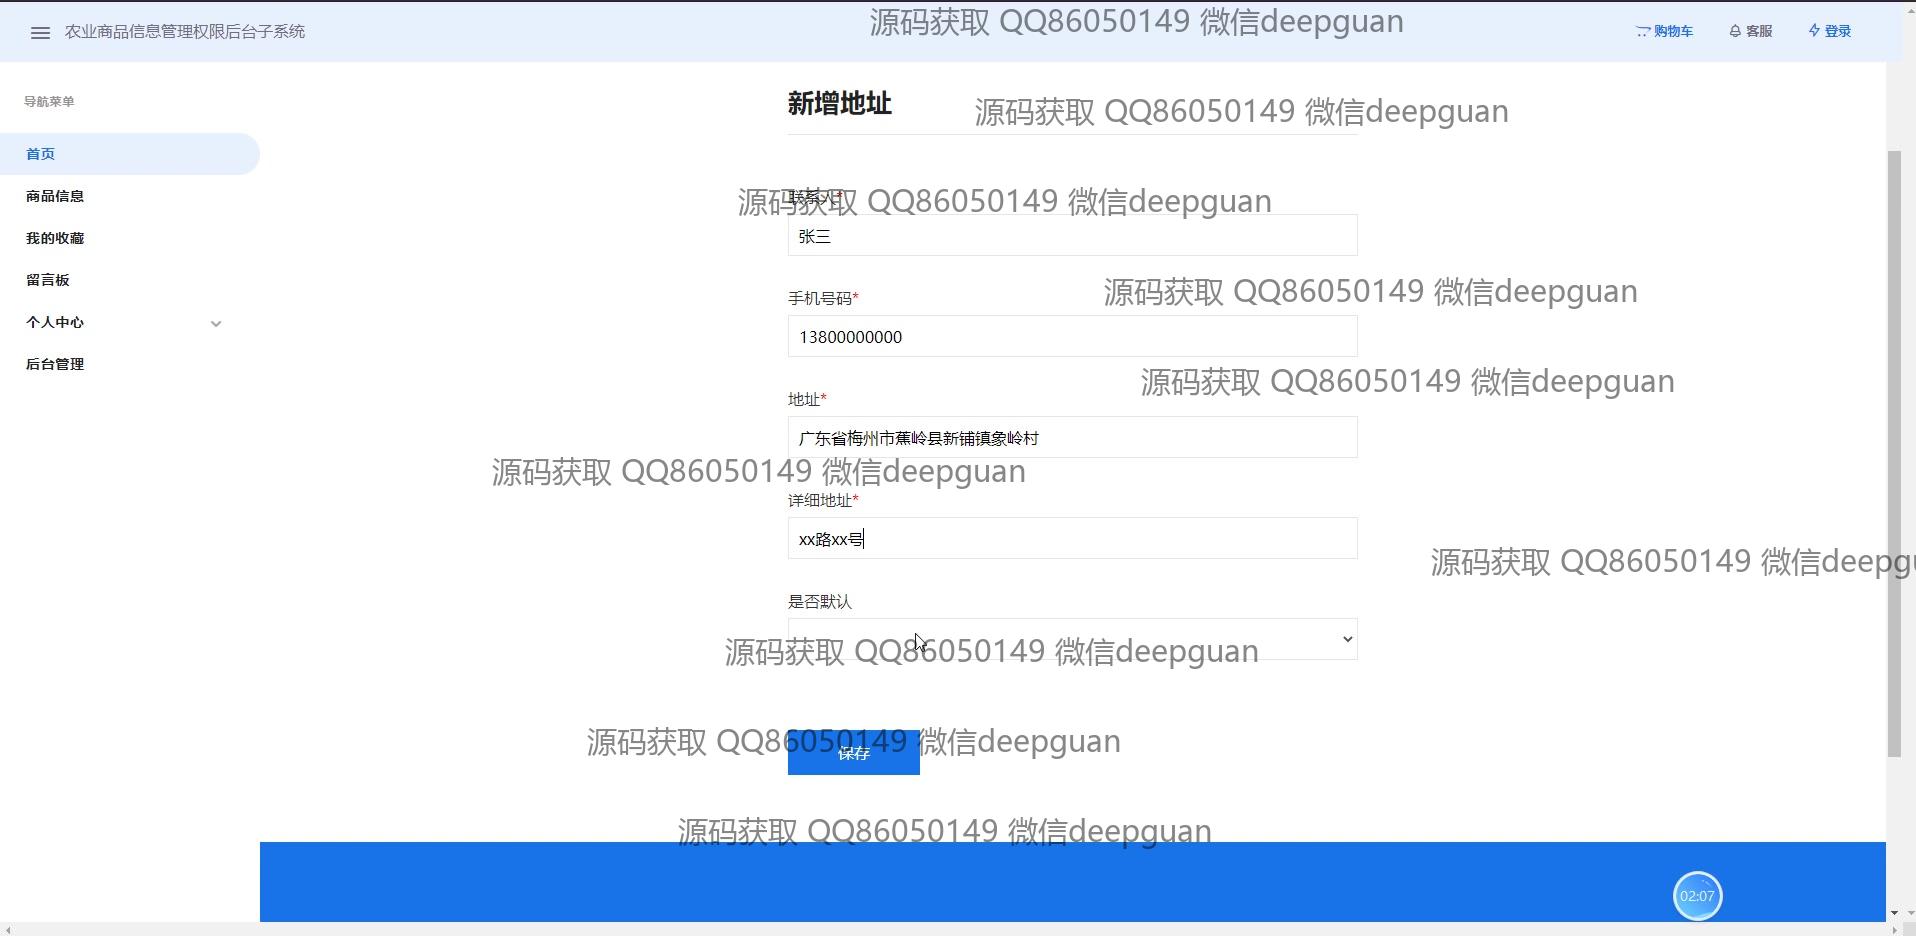 农业商品信息管理权限后台子系统
源码获取 QQ86050149 微信deepguan
购物车
客服
登录
导航菜单
首页
商品信息
我的收藏
留言板
个人中心
后台管理
新增地址
源码获取 QQ86050149 微信deepguan
联系人*
源码获取 QQ86050149 微信deepguan
张三
手机号码*
源码获取 QQ86050149 微信deepguan
13800000000
源码获取 QQ86050149 微信deepguan
地址*
广东省梅州市蕉岭县新铺镇象岭村
源码获取 QQ86050149 微信deepguan
详细地址*
xx路xx号
源码获取 QQ86050149 微信deepgu
是否默认
源码获取 QQ86050149 微信deepguan
源码获取 QQ86050149 微信deepguan
保存
源码获取 QQ86050149 微信deepguan
02:07